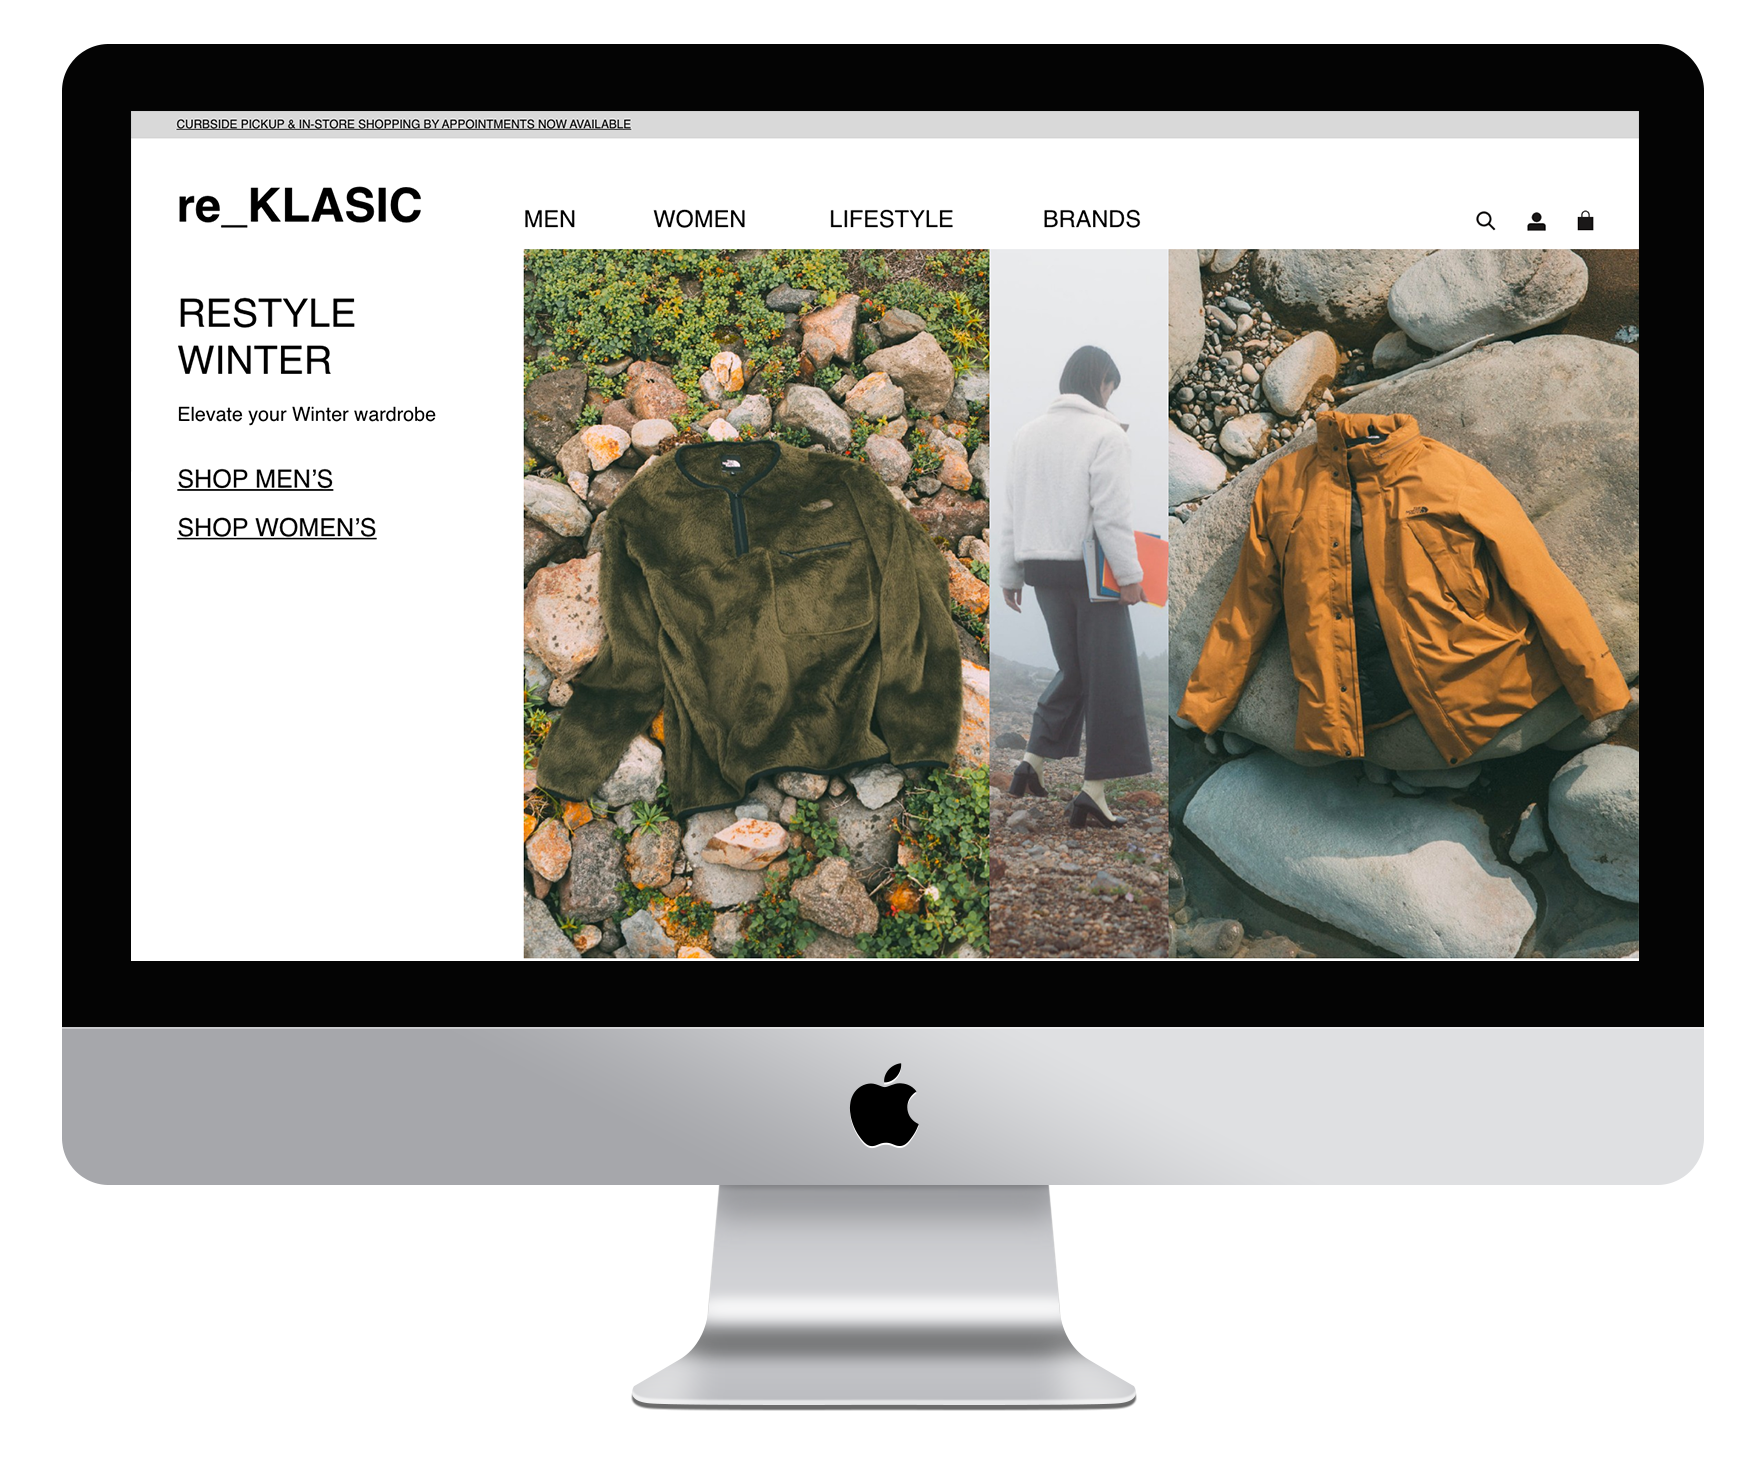 CURBSIDE PICKUP & IN-STORE SHOPPING BY APPOINTMENTS NOW AVAILABLE
re_KLASIC
MEN WOMEN LIFESTYLE BRANDS
RESTYLE
WINTER
Elevate your Winter wardrobe
SHOP MEN’S
SHOP WOMEN’S